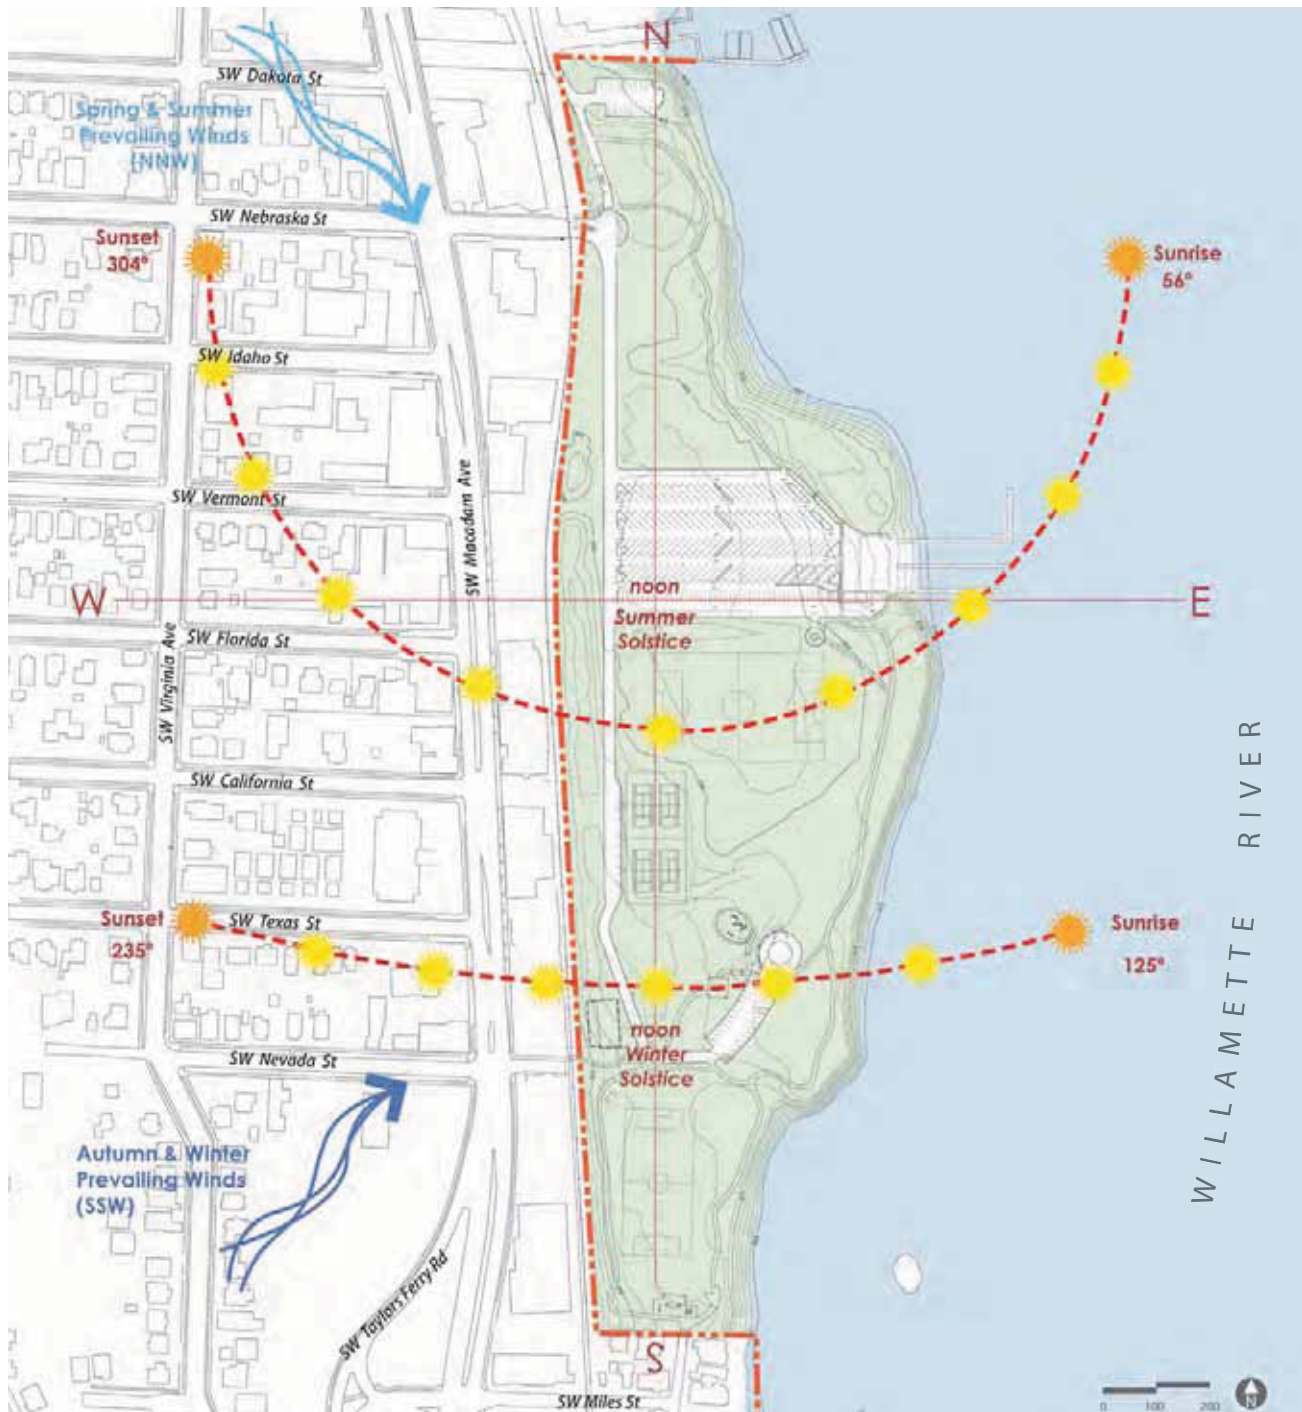 N
SW Dakota St
Spring & Summer
Prevailing Winds
(NNW)
SW Nebraska St
Sunset
304°
Sunrise
56°
SW Idaho St
SW Vermont St
SW Macadam Ave
noon
Summer
Solstice
W
E
SW Florida St
SW Virginia Ave
SW California St
WILLAMETTE RIVER
Sunset
235°
SW Texas St
Sunrise
125°
noon
Winter
Solstice
SW Nevada St
Autumn & Winter
Prevailing Winds
(SSW)
SW Taylors Ferry Rd
S
SW Miles St
0 100 200
N